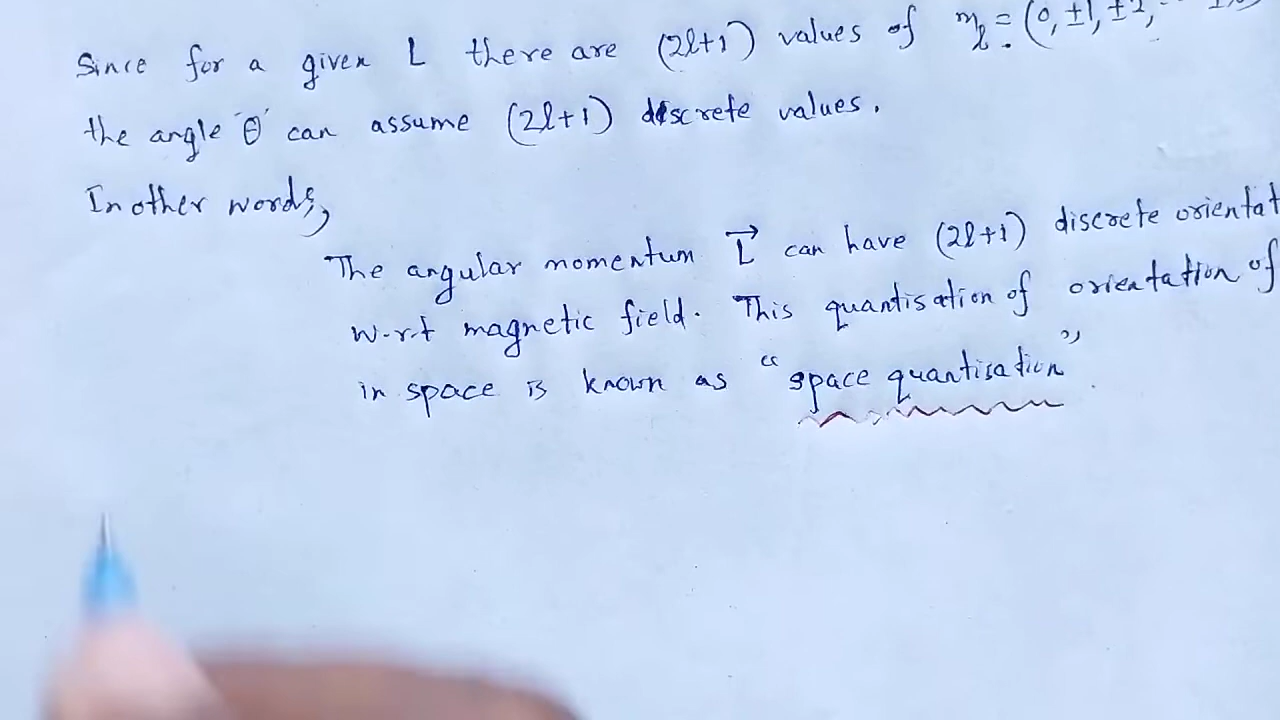 Since for a given L there are (2l+1) values of m_l = (0, ±1, ±2,
the angle 'θ' can assume (2l+1) discrete values.
In other words,
The angular momentum L⃗ can have (2l+1) discrete orientat
w.r.t magnetic field. This quantisation of orientation of
in space is known as "space quantisation"